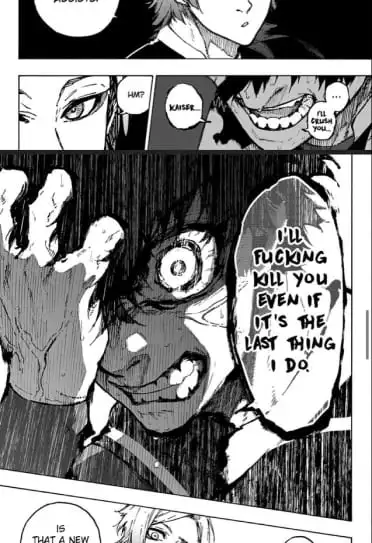 ...
I'LL
CRUSH
YOU...
KAISER...
HM?
I'LL
FUCKING
KILL YOU
EVEN IF
IT'S THE
LAST THING
I DO.
IS
THAT A NEW